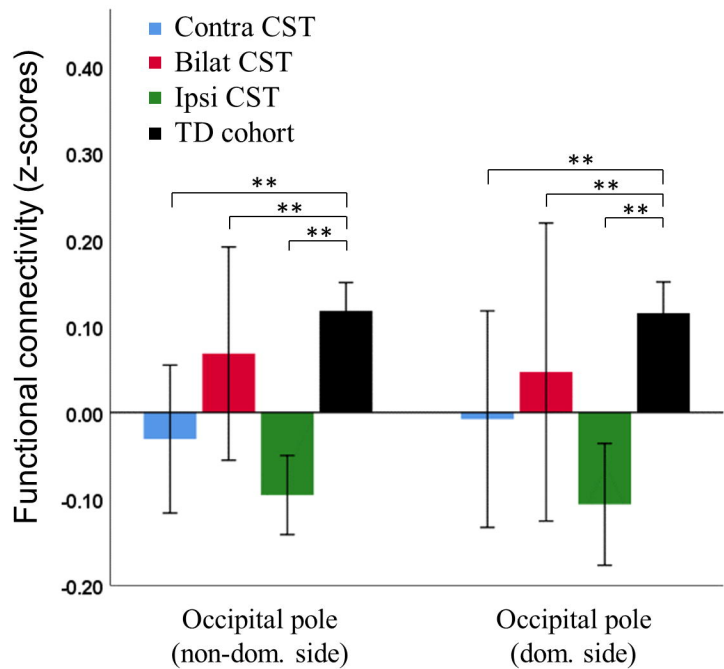 Contra CST
Bilat CST
Ipsi CST
TD cohort
Functional connectivity (z-scores)
0.40
0.30
0.20
0.10
0.00
-0.10
-0.20
**
**
**
**
**
**
Occipital pole
(non-dom. side)
Occipital pole
(dom. side)